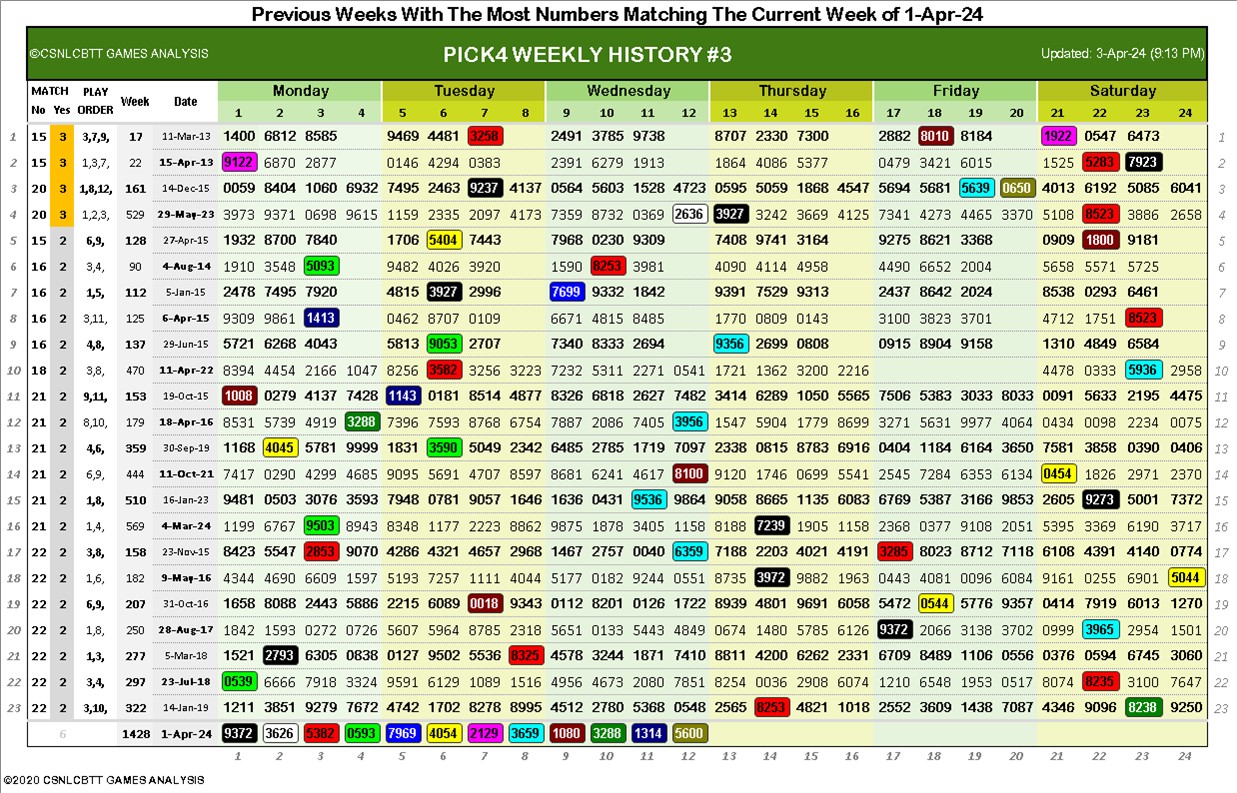 Previous Weeks With The Most Numbers Matching The Current Week of 1-Apr-24
©CSNLCBTT GAMES ANALYSIS PICK4 WEEKLY HISTORY #3 Updated: 3-Apr-24 (9:13 PM)
MATCH PLAY Week Date Monday Tuesday Wednesday Thursday Friday Saturday
No Yes ORDER 1 2 3 4 5 6 7 8 9 10 11 12 13 14 15 16 17 18 19 20 21 22 23 24
1 15 3 3,7,9, 17 11-Mar-13 1400 6812 8585 9469 4481 3258 2491 3785 9738 8707 2330 7300 2882 8010 8184 1922 0547 6473 1
2 15 3 1,3,7, 22 15-Apr-13 9122 6870 2877 0146 4294 0383 2391 6279 1913 1864 4086 5377 0479 3421 6015 1525 5283 7923 2
3 20 3 1,8,12, 161 14-Dec-15 0059 8404 1060 6932 7495 2463 9237 4137 0564 5603 1528 4723 0595 5059 1868 4547 5694 5681 5639 0650 4013 6192 5085 6041 3
4 20 3 1,2,3, 529 29-May-23 3973 9371 0698 9615 1159 2335 2097 4173 7359 8732 0369 2636 3927 3242 3669 4125 7341 4273 4465 3370 5108 8523 3886 2658 4
5 15 2 6,9, 128 27-Apr-15 1932 8700 7840 1706 5404 7443 7968 0230 9309 7408 9741 3164 9275 8621 3368 0909 1800 9181 5
6 16 2 3,4, 90 4-Aug-14 1910 3548 5093 9482 4026 3920 1590 8253 3981 4090 4114 4958 4490 6652 2004 5658 5571 5725 6
7 16 2 1,5, 112 5-Jan-15 2478 7495 7920 4815 3927 2996 7699 9332 1842 9391 7529 9313 2437 8642 2024 8538 0293 6461 7
8 16 2 3,11, 125 6-Apr-15 9309 9861 1413 0462 8707 0109 6671 4815 8485 1770 0809 0143 3100 3823 3701 4712 1751 8523 8
9 16 2 4,8, 137 29-Jun-15 5721 6268 4043 5813 9053 2707 7340 8333 2694 9356 2699 0808 0915 8904 9158 1310 4849 6584 9
10 18 2 3,8, 470 11-Apr-22 8394 4454 2166 1047 8256 3582 3256 3223 7232 5311 2271 0541 1721 1362 3200 2216 4478 0333 5936 2958 10
11 21 2 9,11, 153 19-Oct-15 1008 0279 4137 7428 1143 0181 8514 4877 8326 6818 2627 7482 3414 6289 1050 5565 7506 5383 3033 8033 0091 5633 2195 4475 11
12 21 2 8,10, 179 18-Apr-16 8531 5739 4919 3288 7396 7593 8768 6754 7887 2086 7405 3956 1547 5904 1779 8699 3271 5631 9977 4064 0434 0098 2234 0075 12
13 21 2 4,6, 359 30-Sep-19 1168 4045 5781 9999 1831 3590 5049 2342 6485 2785 1719 7097 2338 0815 8783 6916 0404 1184 6164 3650 7581 3858 0390 0406 13
14 21 2 6,9, 444 11-Oct-21 7417 0290 4299 4685 9095 5691 4707 8597 8681 6241 4617 8100 9120 1746 0699 5541 2545 7284 6353 6134 0454 1826 2971 2370 14
15 21 2 1,8, 510 16-Jan-23 9481 0503 3076 3593 7948 0781 9057 1646 1636 0431 9536 9864 9058 8665 1135 6083 6769 5387 3166 9853 2605 9273 5001 7372 15
16 21 2 1,4, 569 4-Mar-24 1199 6767 9503 8943 8348 1177 2223 8862 9875 1878 3405 1158 8188 7239 1905 1158 2368 0377 9108 2051 5395 3369 6190 3717 16
17 22 2 3,8, 158 23-Nov-15 8423 5547 2853 9070 4286 4321 4657 2968 1467 2757 0040 6359 7188 2203 4021 4191 3285 8023 8712 7118 6108 4391 4140 0774 17
18 22 2 1,6, 182 9-May-16 4344 4690 6609 1597 5193 7257 1111 4044 5177 0182 9244 0551 8735 3972 9882 1963 0443 4081 0096 6084 9161 0255 6901 5044 18
19 22 2 6,9, 207 31-Oct-16 1658 8088 2443 5886 2215 6089 0018 9343 0112 8201 0126 1722 8939 4801 9691 6058 5472 0544 5776 9357 0414 7919 6013 1270 19
20 22 2 1,8, 250 28-Aug-17 1842 1593 0272 0726 5607 5964 8785 2318 5651 0133 5443 4849 0674 1480 5785 6126 9372 2066 3138 3702 0999 3965 2954 1501 20
21 22 2 1,3, 277 5-Mar-18 1521 2793 6305 0838 0127 9502 5536 8325 4578 3244 1871 7410 8811 4200 6262 2331 6709 8489 1106 0556 0376 0594 6745 3060 21
22 22 2 3,4, 297 23-Jul-18 0539 6666 7918 3324 9591 6129 1089 1516 4956 4673 2080 7851 8254 0036 2908 6074 1210 6548 1953 0517 8074 8235 3100 7647 22
23 22 2 3,10, 322 14-Jan-19 1211 3851 9279 7672 4742 1702 8278 8995 4512 2780 5368 0548 2565 8253 4821 1018 2552 3609 1438 7087 4346 9096 8238 9250 23
6 1428 1-Apr-24 9372 3626 5382 0593 7969 4054 2129 3659 1080 3288 1314 5600
1 2 3 4 5 6 7 8 9 10 11 12 13 14 15 16 17 18 19 20 21 22 23 24
©2020 CSNLCBTT GAMES ANALYSIS